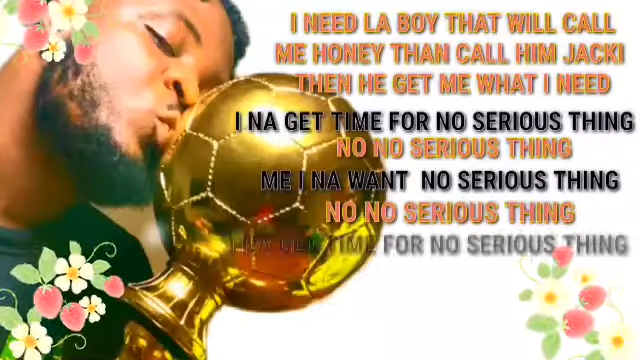 I NEED LA BOY THAT WILL CALL
ME HONEY THAN CALL HIM JACKI
THEN HE GET ME WHAT I NEED
I NA GET TIME FOR NO SERIOUS THING
NO NO SERIOUS THING
ME I NA WANT NO SERIOUS THING
NO NO SERIOUS THING
GET TIME FOR NO SERIOUS THING